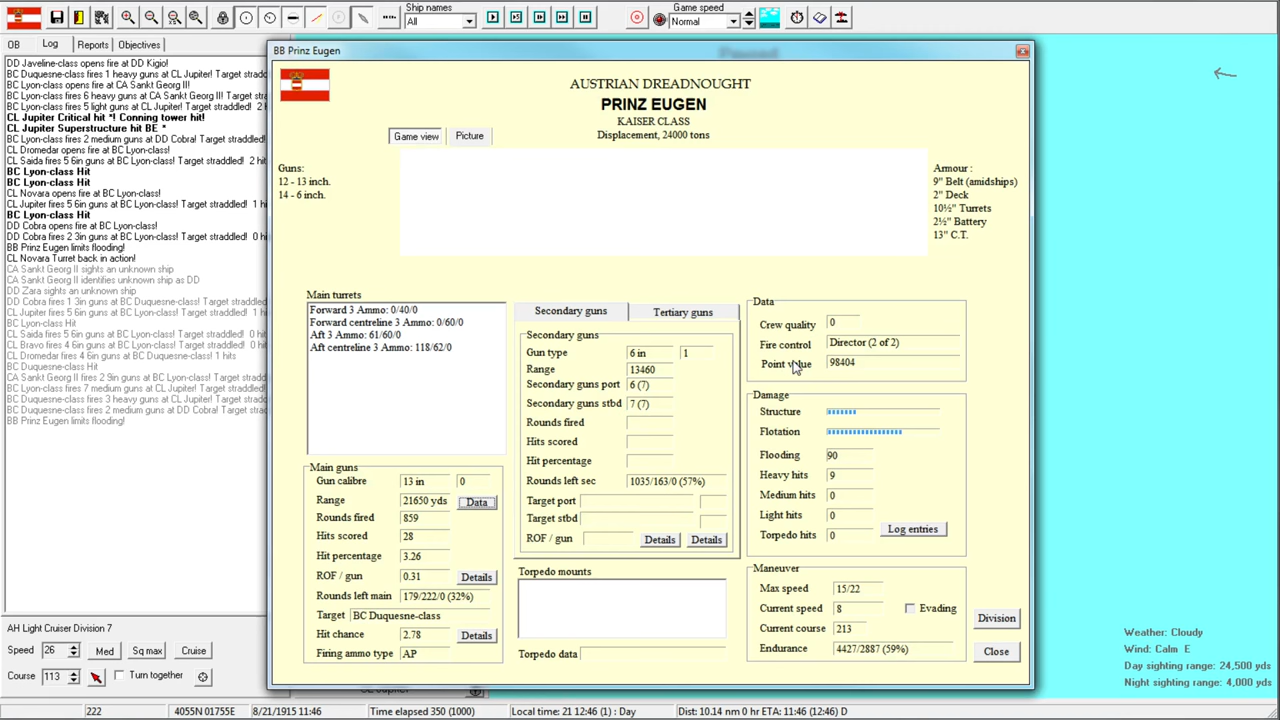 Ship names
All
Game speed
Normal
OB
Log
Reports
Objectives
BB Prinz Eugen
DD Javeline-class opens fire at DD Kigio!
BC Duquesne-class fires 1 heavy guns at CL Jupiter! Target straddled!
BC Lyon-class opens fire at CA Sankt Georg II!
BC Lyon-class fires 6 heavy guns at CA Sankt Georg II! Target
BC Lyon-class fires 5 light guns at CL Jupiter! Target straddled! 2 h
CL Jupiter Critical hit *! Conning tower hit!
CL Jupiter Superstructure hit BE *
BC Lyon-class fires 2 medium guns at DD Cobra! Target straddled!
CL Dromedar opens fire at BC Lyon-class!
CL Saida fires 5 6in guns at BC Lyon-class! Target straddled! 2 hit
BC Lyon-class Hit
BC Lyon-class Hit
CL Novara opens fire at BC Lyon-class!
CL Jupiter fires 5 6in guns at BC Lyon-class! Target straddled! 1 h
BC Lyon-class Hit
DD Cobra opens fire at BC Lyon-class!
DD Cobra fires 2 3in guns at BC Lyon-class! Target straddled! 0 hi
BB Prinz Eugen limits flooding!
CL Novara Turret back in action!
CA Sankt Georg II sights an unknown ship
CA Sankt Georg II identifies unknown ship as DD
DD Zara sights an unknown ship
DD Cobra fires 1 3in guns at BC Duquesne-class! Target straddl
CL Jupiter fires 5 6in guns at BC Lyon-class! Target straddled! 1 h
BC Lyon-class Hit
CL Saida fires 5 6in guns at BC Lyon-class! Target straddled! 0 hit
CL Bravo fires 4 6in guns at BC Lyon-class! Target straddled! 0 hit
CL Dromedar fires 4 6in guns at BC Duquesne-class! 1 hits
BC Duquesne-class Hit
CA Sankt Georg II fires 2 9in guns at BC Lyon-class! Target stradd
BC Lyon-class fires 7 medium guns at CL Jupiter! Target straddled!
BC Duquesne-class fires 3 heavy guns at CL Jupiter! Target stradd
BC Duquesne-class fires 2 medium guns at DD Cobra! Target stra
BB Prinz Eugen limits flooding!
AUSTRIAN DREADNOUGHT
PRINZ EUGEN
KAISER CLASS
Displacement, 24000 tons
Game view
Picture
Guns:
12 - 13 inch.
14 - 6 inch.
Armour :
9" Belt (amidships)
2" Deck
10½" Turrets
2½" Battery
13" C.T.
Main turrets
Forward 3 Ammo: 0/40/0
Forward centreline 3 Ammo: 0/60/0
Aft 3 Ammo: 61/60/0
Aft centreline 3 Ammo: 118/62/0
Main guns
Gun calibre 13 in 0
Range 21650 yds Data
Rounds fired 859
Hits scored 28
Hit percentage 3.26
ROF / gun 0.31 Details
Rounds left main 179/222/0 (32%)
Target BC Duquesne-class
Hit chance 2.78 Details
Firing ammo type AP
Secondary guns
Tertiary guns
Secondary guns
Gun type 6 in 1
Range 13460
Secondary guns port 6 (7)
Secondary guns stbd 7 (7)
Rounds fired
Hits scored
Hit percentage
Rounds left sec 1035/163/0 (57%)
Target port
Target stbd
ROF / gun Details Details
Torpedo mounts
Torpedo data
Data
Crew quality 0
Fire control Director (2 of 2)
Point value 98404
Damage
Structure
Flotation
Flooding 90
Heavy hits 9
Medium hits 0
Light hits 0
Torpedo hits 0
Log entries
Maneuver
Max speed 15/22
Current speed 8 Evading
Current course 213
Endurance 4427/2887 (59%)
Division
Close
AH Light Cruiser Division 7
Speed 26 Med Sq max Cruise
Course 113 Turn together
Weather: Cloudy
Wind: Calm E
Day sighting range: 24,500 yds
Night sighting range: 4,000 yds
222
4055N 01755E
8/21/1915 11:46
Time elapsed 350 (1000)
Local time: 21 12:46 (1) : Day
Dist: 10.14 nm 0 hr ETA: 11:46 (12:46) D